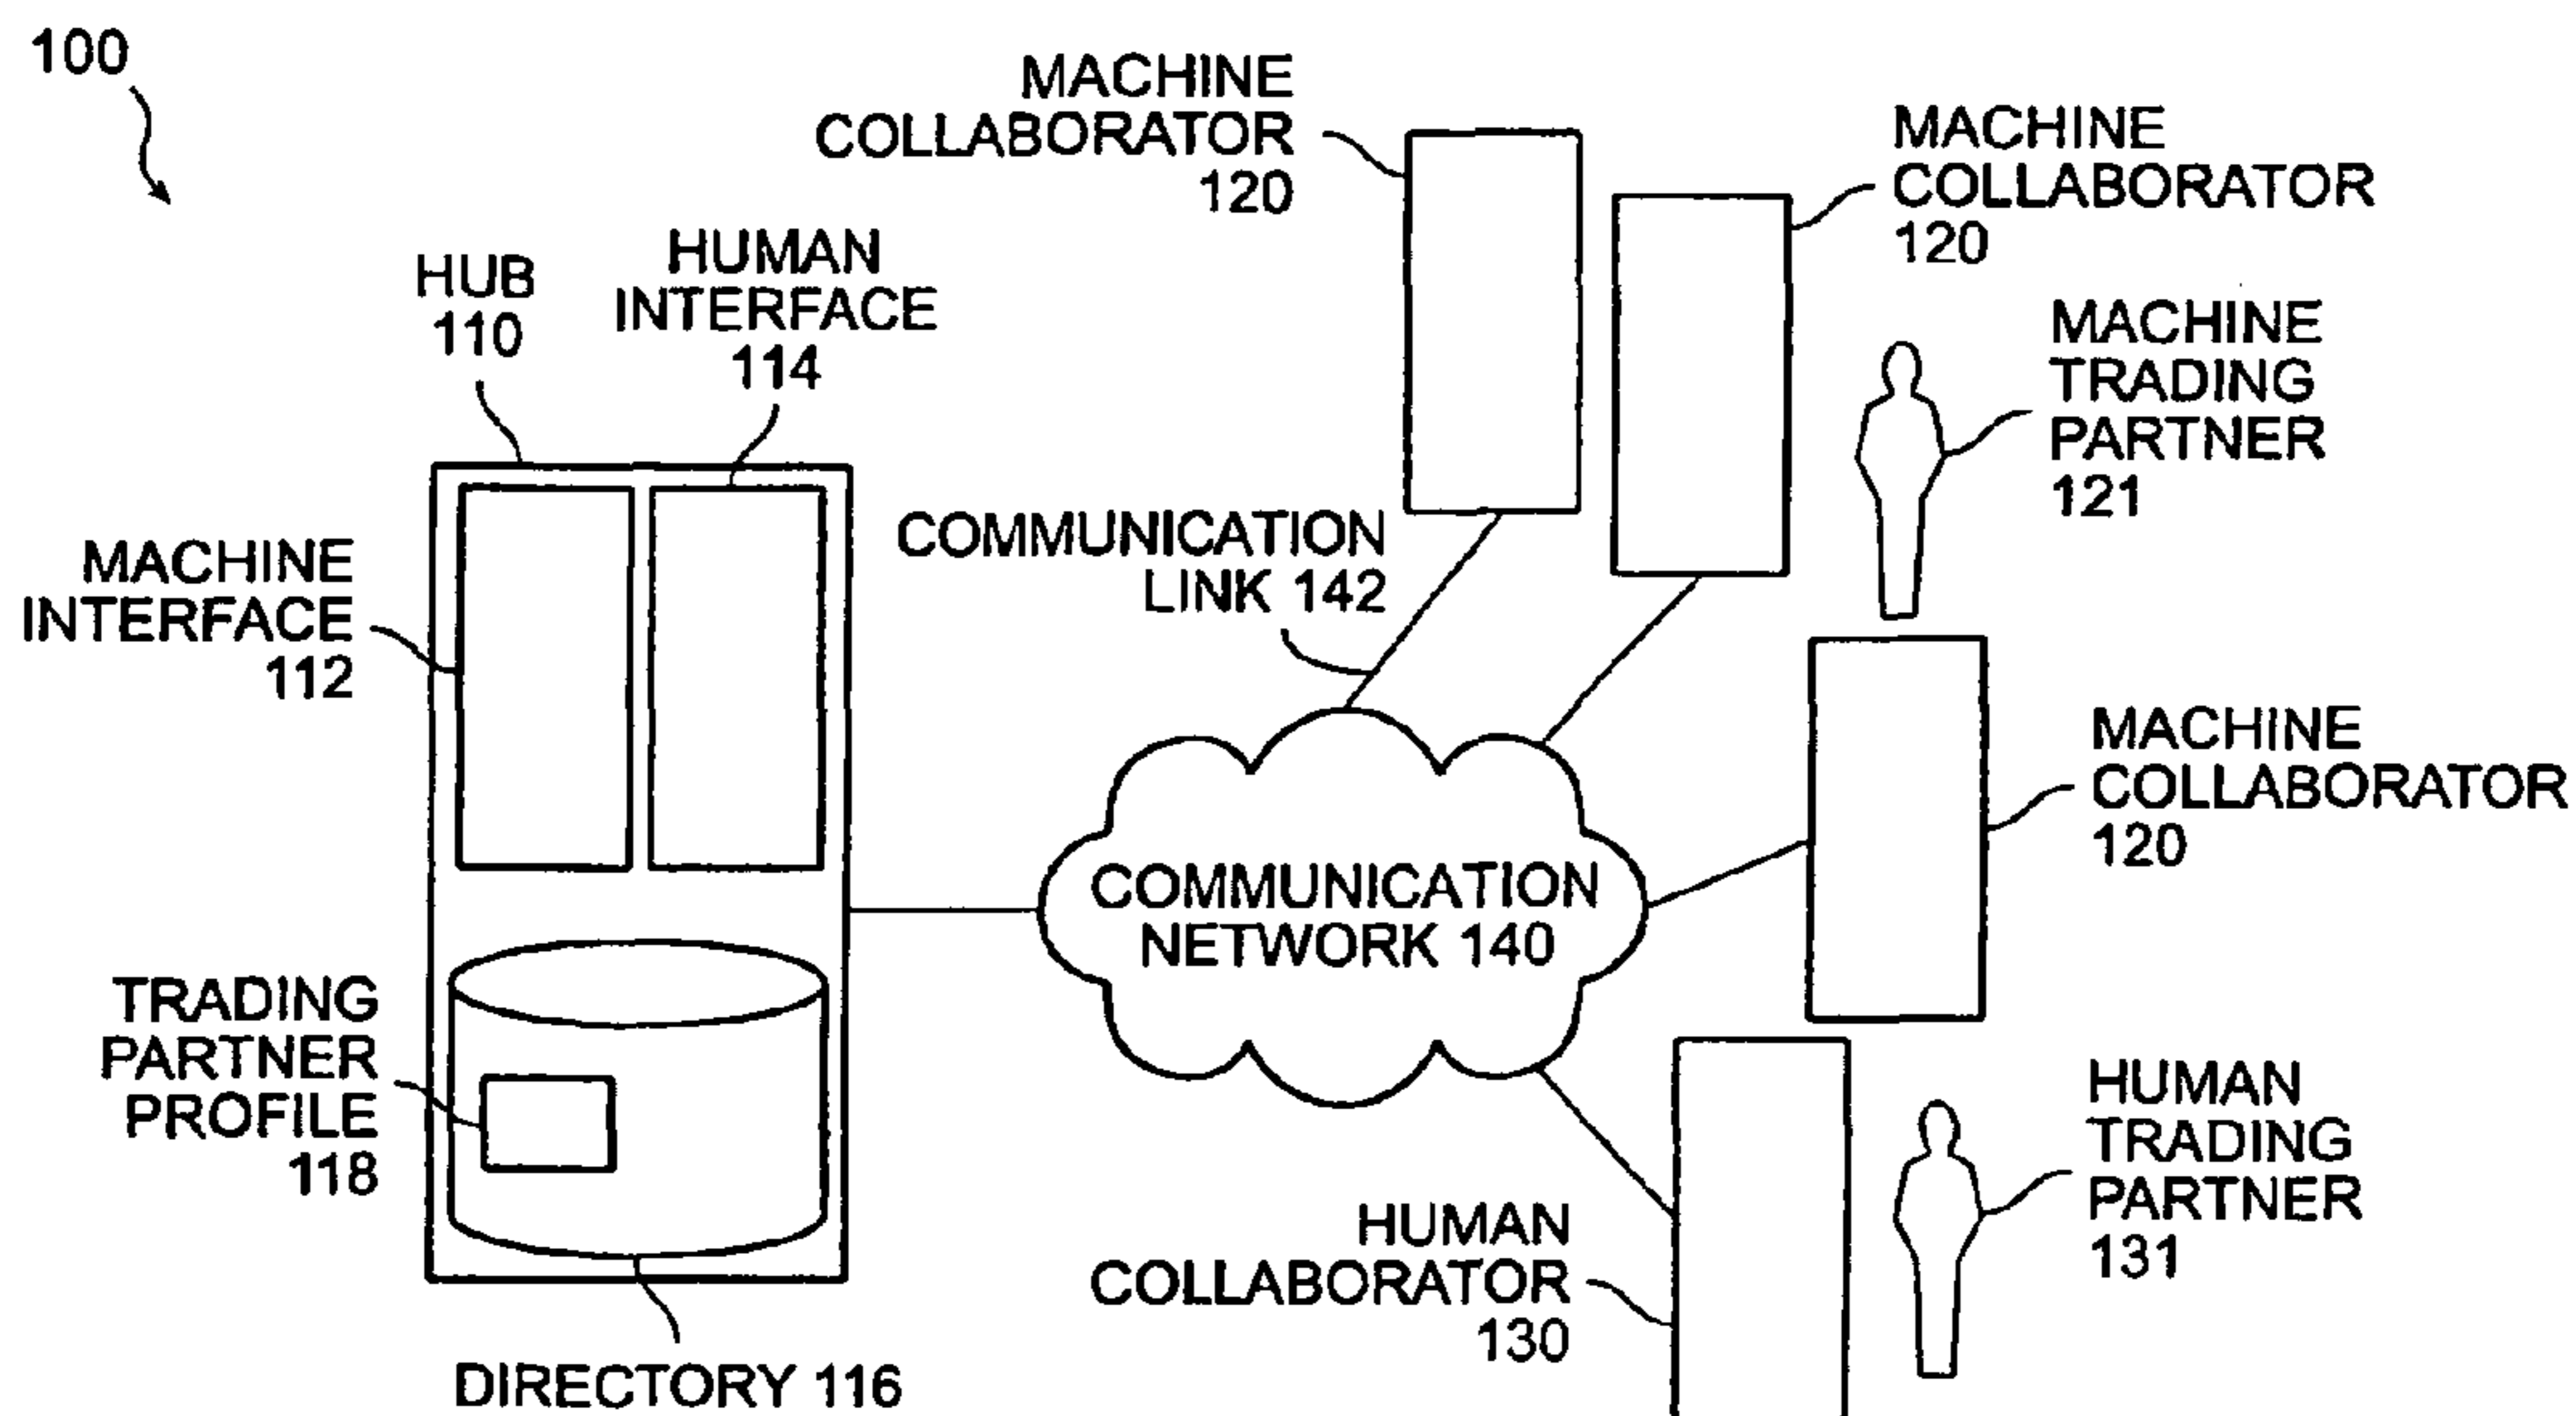 100
MACHINE
COLLABORATOR
120
MACHINE
COLLABORATOR
120
HUB
110
HUMAN
INTERFACE
114
MACHINE
TRADING
PARTNER
121
COMMUNICATION
LINK 142
MACHINE
INTERFACE
112
MACHINE
COLLABORATOR
120
COMMUNICATION
NETWORK 140
TRADING
PARTNER
PROFILE
118
HUMAN
TRADING
PARTNER
131
HUMAN
COLLABORATOR
130
DIRECTORY 116